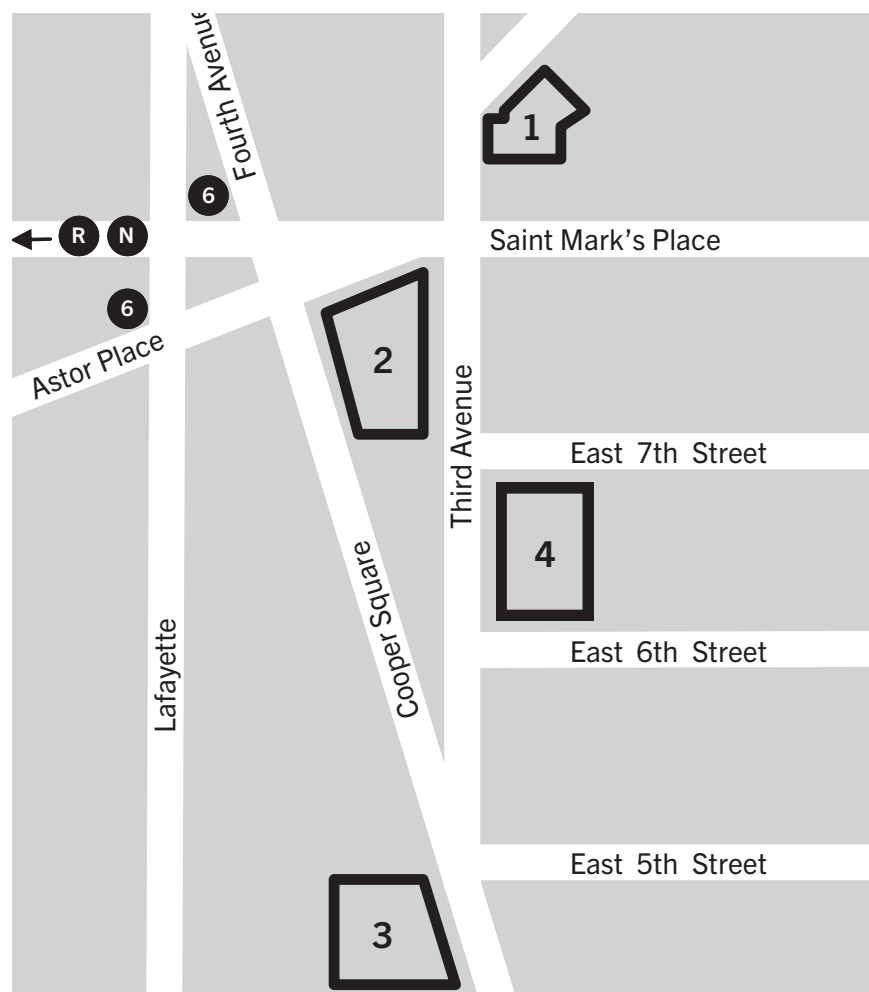 Fourth Avenue
1
6
R N
Saint Mark's Place
6
Astor Place
2
Third Avenue
East 7th Street
4
Cooper Square
Lafayette
East 6th Street
East 5th Street
3